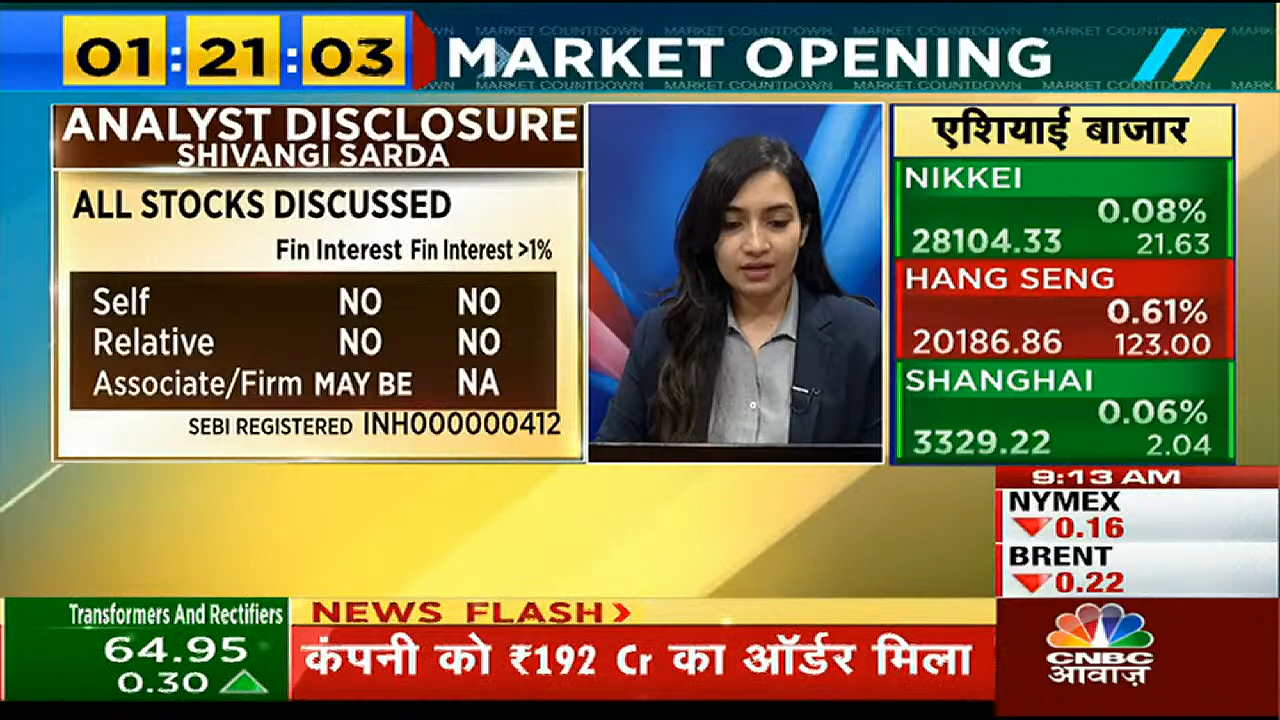 01:21:03 MARKET OPENING
ANALYST DISCLOSURE
SHIVANGI SARDA
ALL STOCKS DISCUSSED
Fin Interest Fin Interest >1%
Self NO NO
Relative NO NO
Associate/Firm MAY BE NA
SEBI REGISTERED INH000000412
एशियाई बाजार
NIKKEI
0.08%
28104.33 21.63
HANG SENG
0.61%
20186.86 123.00
SHANGHAI
0.06%
3329.22 2.04
9:13 AM
NYMEX
0.16
BRENT
0.22
Transformers And Rectifiers
64.95
0.30
NEWS FLASH
कंपनी को ₹192 Cr का ऑर्डर मिला
CNBC
आवाज़